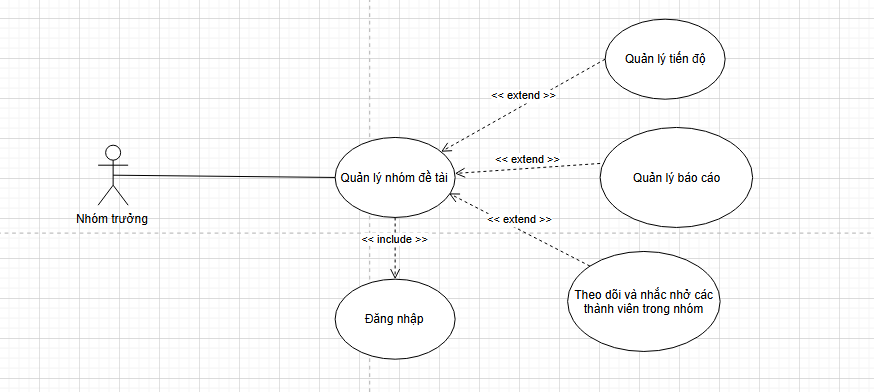 Quản lý tiến độ
<< extend >>
<< extend >>
Quản lý nhóm đề tài
Quản lý báo cáo
Nhóm trưởng
<< extend >>
<< include >>
Theo dõi và nhắc nhở các
thành viên trong nhóm
Đăng nhập